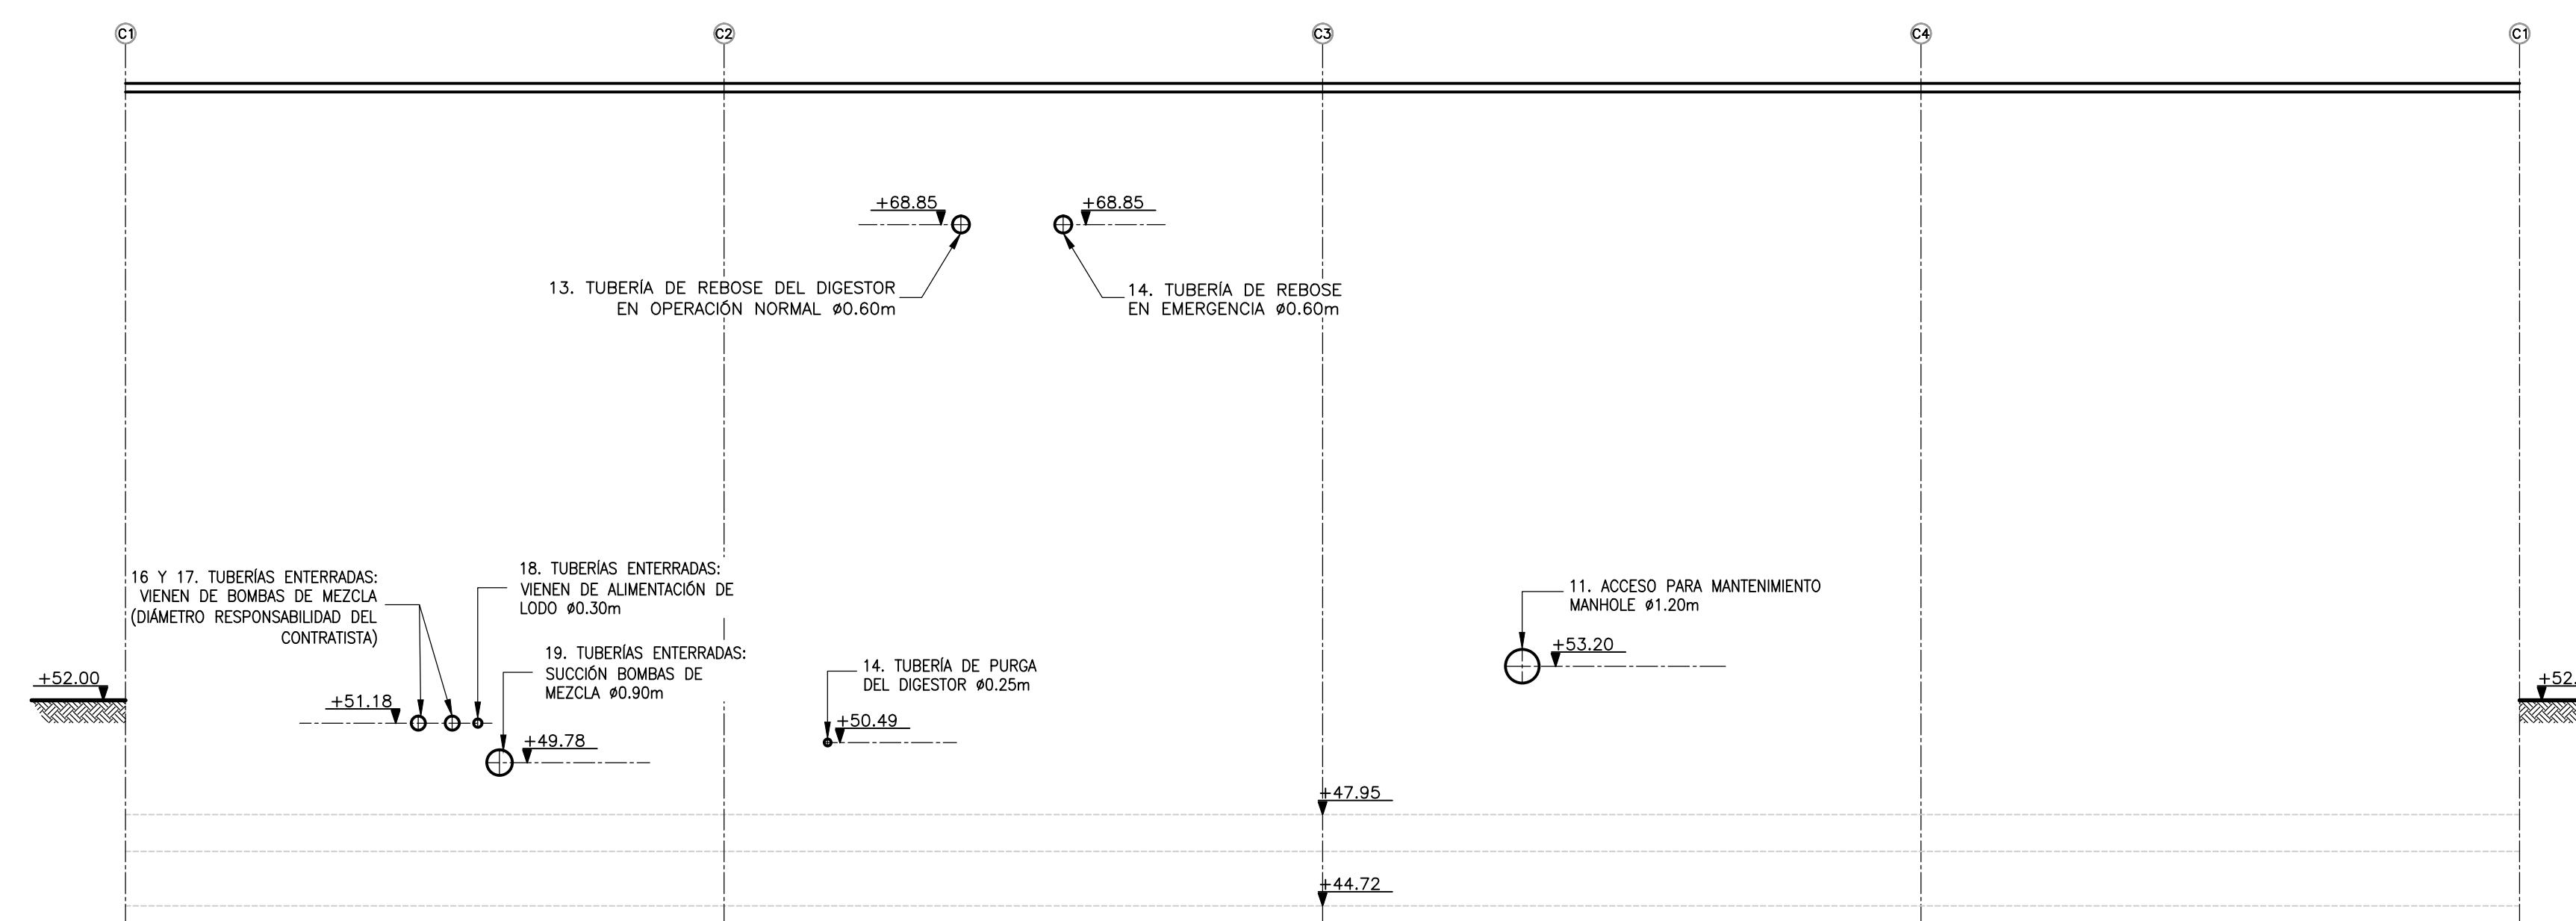 C1
C2
C3
C4
C1
+68.85
+68.85
13. TUBERÍA DE REBOSE DEL DIGESTOR
EN OPERACIÓN NORMAL ø0.60m
14. TUBERÍA DE REBOSE
EN EMERGENCIA ø0.60m
16 Y 17. TUBERÍAS ENTERRADAS:
VIENEN DE BOMBAS DE MEZCLA
(DIÁMETRO RESPONSABILIDAD DEL
CONTRATISTA)
18. TUBERÍAS ENTERRADAS:
VIENEN DE ALIMENTACIÓN DE
LODO ø0.30m
19. TUBERÍAS ENTERRADAS:
SUCCIÓN BOMBAS DE
MEZCLA ø0.90m
14. TUBERÍA DE PURGA
DEL DIGESTOR ø0.25m
11. ACCESO PARA MANTENIMIENTO
MANHOLE ø1.20m
+53.20
+52.00
+51.18
+49.78
+50.49
+52.
+47.95
+44.72